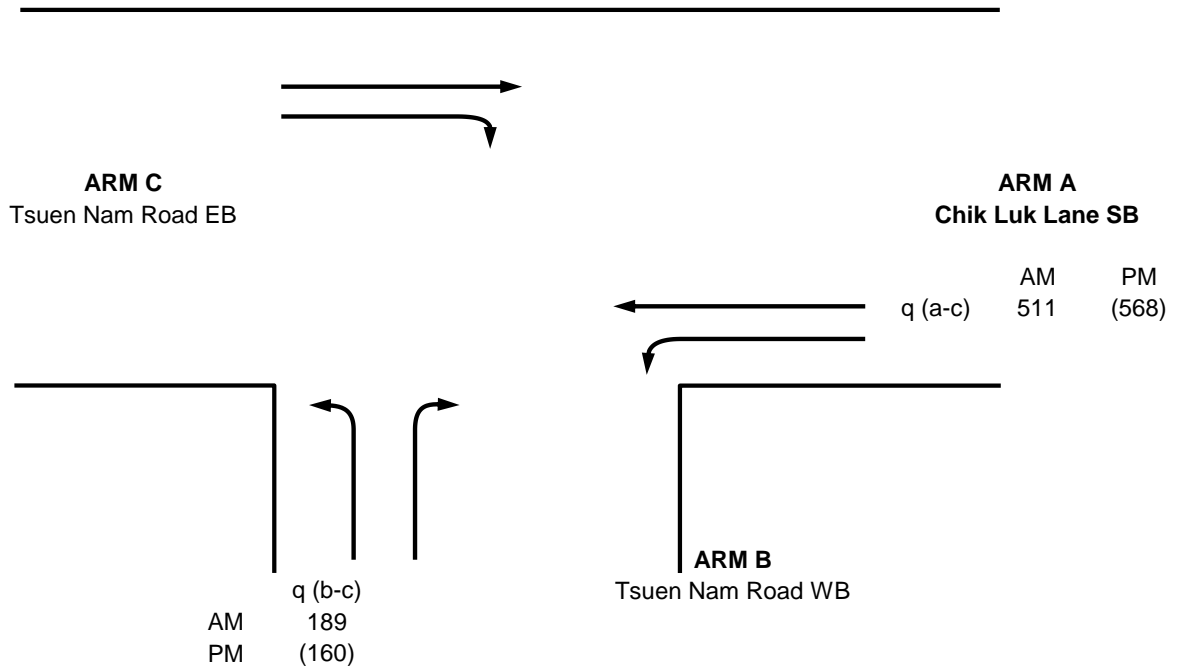 ARM C
Tsuen Nam Road EB
ARM A
Chik Luk Lane SB
AM PM
q (a-c) 511 (568)
ARM B
Tsuen Nam Road WB
q (b-c)
AM 189
PM (160)